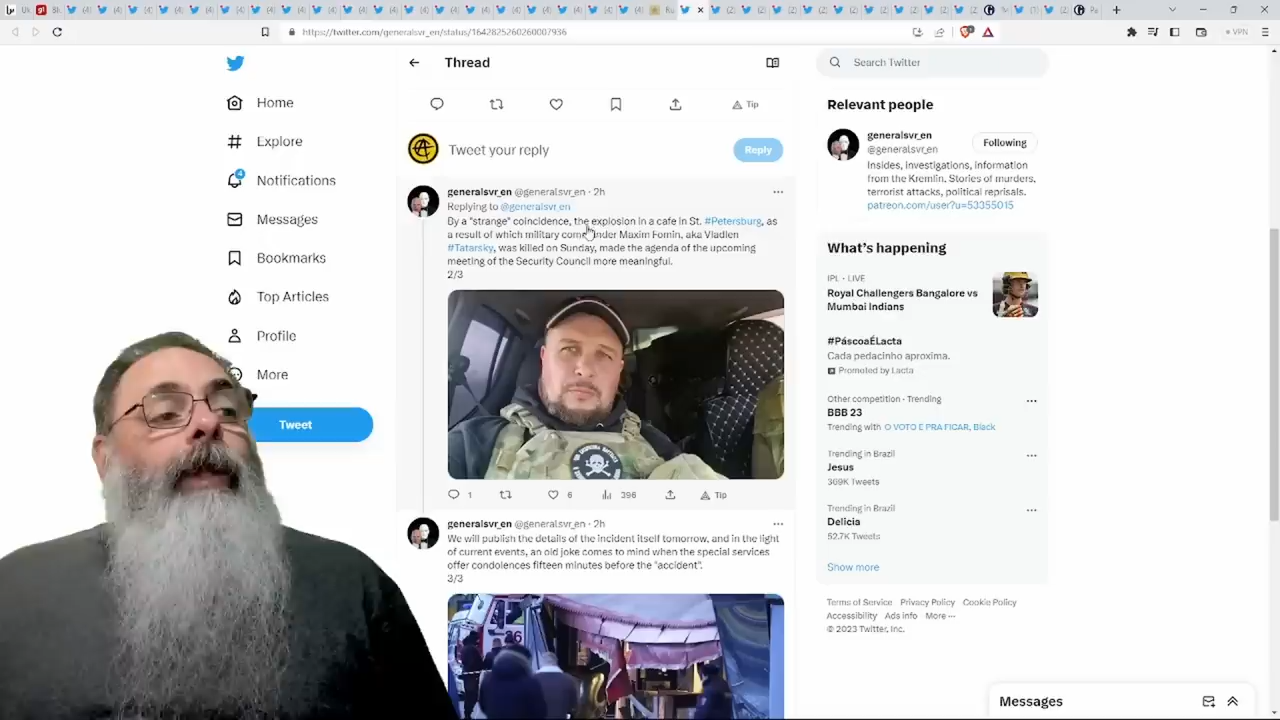 https://twitter.com/generalsvr_en/status/1642825260260007936
VPN
Home
Explore
4
Notifications
Messages
Bookmarks
Top Articles
Profile
More
Tweet
Thread
Tip
Tweet your reply
Reply
generalsvr_en @generalsvr_en · 2h
Replying to @generalsvr_en
By a "strange" coincidence, the explosion in a cafe in St. #Petersburg, as
a result of which military inder Maxim Fomin, aka Vladlen
#Tatarsky, was killed on Sunday, made the agenda of the upcoming
meeting of the Security Council more meaningful.
2/3
1
6
396
Tip
generalsvr_en @generalsvr_en · 2h
We will publish the details of the incident itself tomorrow, and in the light
of current events, an old joke comes to mind when the special services
offer condolences fifteen minutes before the "accident".
3/3
Search Twitter
Relevant people
generalsvr_en
@generalsvr_en
Following
Insides, investigations, information
from the Kremlin. Stories of murders,
terrorist attacks, political reprisals.
patreon.com/user?u=53355015
What's happening
IPL · LIVE
Royal Challengers Bangalore vs
Mumbai Indians
#PáscoaÉLacta
Cada pedacinho aproxima.
Promoted by Lacta
Other competition · Trending
BBB 23
Trending with O VOTO É PRA FICAR, Black
Trending in Brazil
Jesus
369K Tweets
Trending in Brazil
Delicia
52.7K Tweets
Show more
Terms of Service Privacy Policy Cookie Policy
Accessibility Ads info More ···
© 2023 Twitter, Inc.
Messages